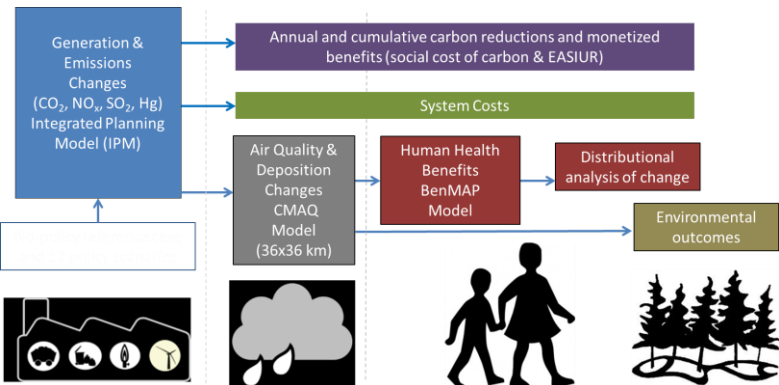 Generation &
Emissions
Changes
(CO₂, NOₓ, SO₂, Hg)
Integrated Planning
Model (IPM)
Annual and cumulative carbon reductions and monetized
benefits (social cost of carbon & EASIUR)
System Costs
Air Quality &
Deposition
Changes
CMAQ
Model
(36x36 km)
Human Health
Benefits
BenMAP
Model
Distributional
analysis of change
Environmental
outcomes